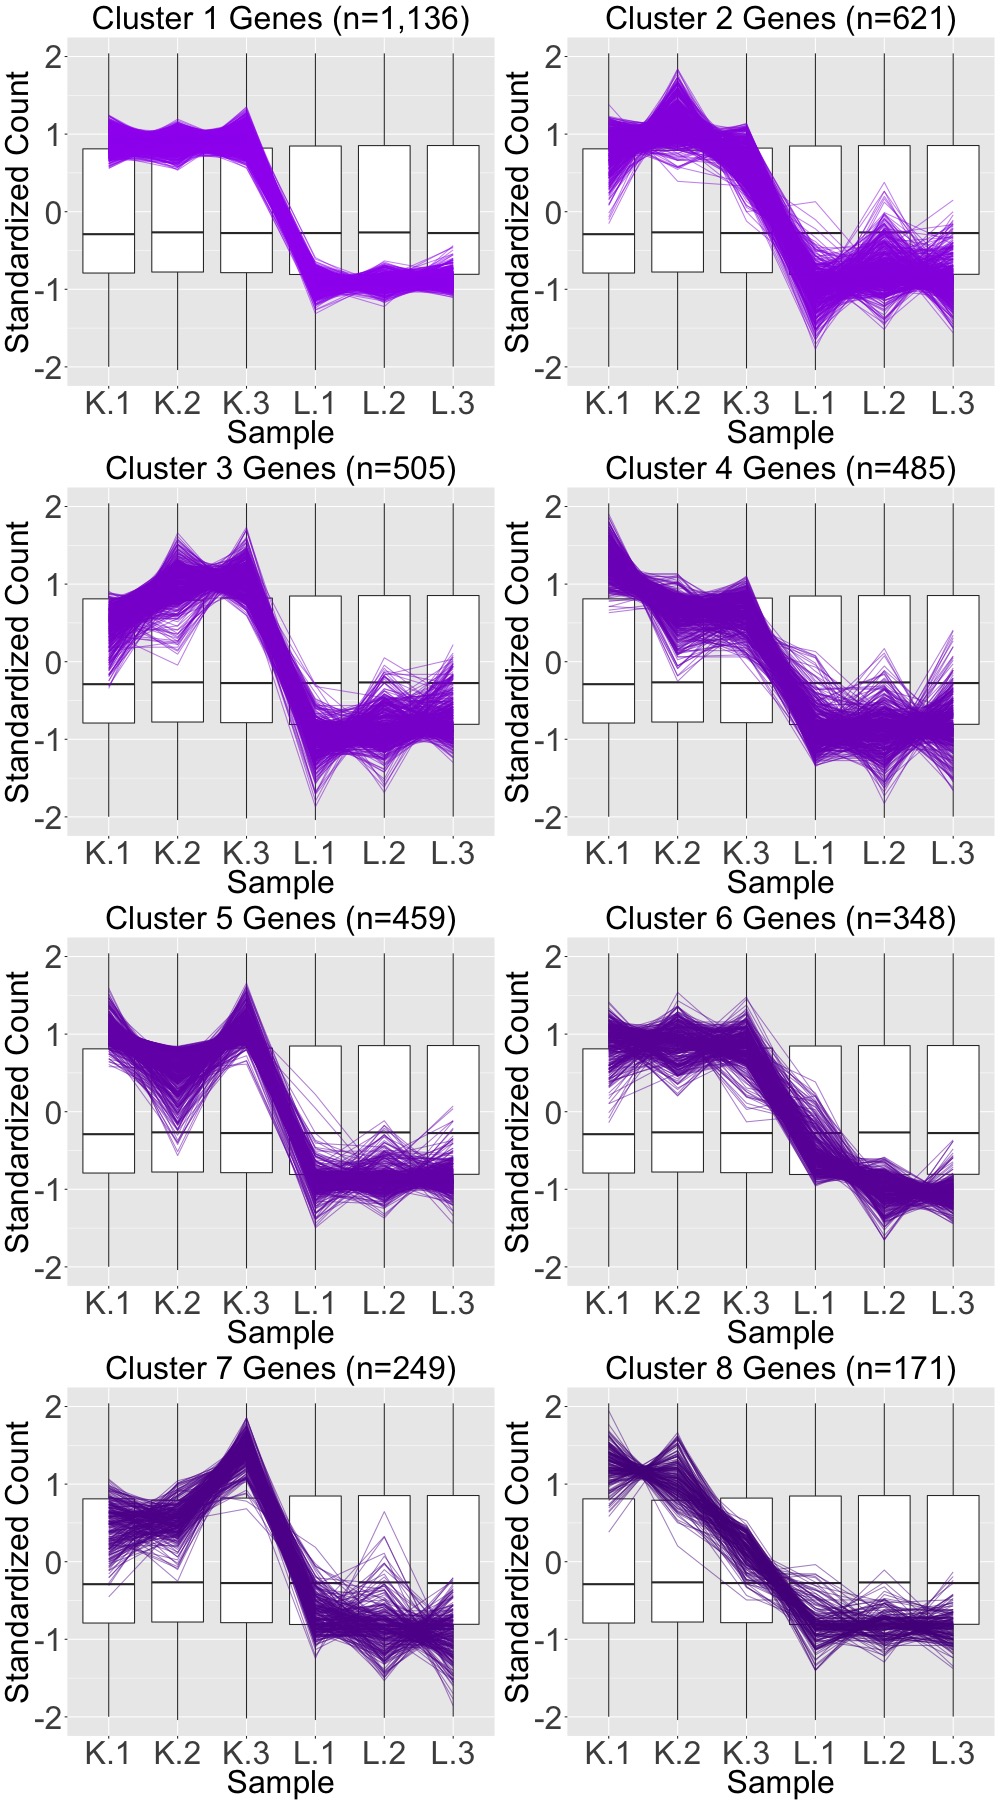 Cluster 1 Genes (n=1,136)
Standardized Count
2
1
0
-1
-2
K.1 K.2 K.3 L.1 L.2 L.3
Sample
Cluster 2 Genes (n=621)
Standardized Count
2
1
0
-1
-2
K.1 K.2 K.3 L.1 L.2 L.3
Sample
Cluster 3 Genes (n=505)
Standardized Count
2
1
0
-1
-2
K.1 K.2 K.3 L.1 L.2 L.3
Sample
Cluster 4 Genes (n=485)
Standardized Count
2
1
0
-1
-2
K.1 K.2 K.3 L.1 L.2 L.3
Sample
Cluster 5 Genes (n=459)
Standardized Count
2
1
0
-1
-2
K.1 K.2 K.3 L.1 L.2 L.3
Sample
Cluster 6 Genes (n=348)
Standardized Count
2
1
0
-1
-2
K.1 K.2 K.3 L.1 L.2 L.3
Sample
Cluster 7 Genes (n=249)
Standardized Count
2
1
0
-1
-2
K.1 K.2 K.3 L.1 L.2 L.3
Sample
Cluster 8 Genes (n=171)
Standardized Count
2
1
0
-1
-2
K.1 K.2 K.3 L.1 L.2 L.3
Sample